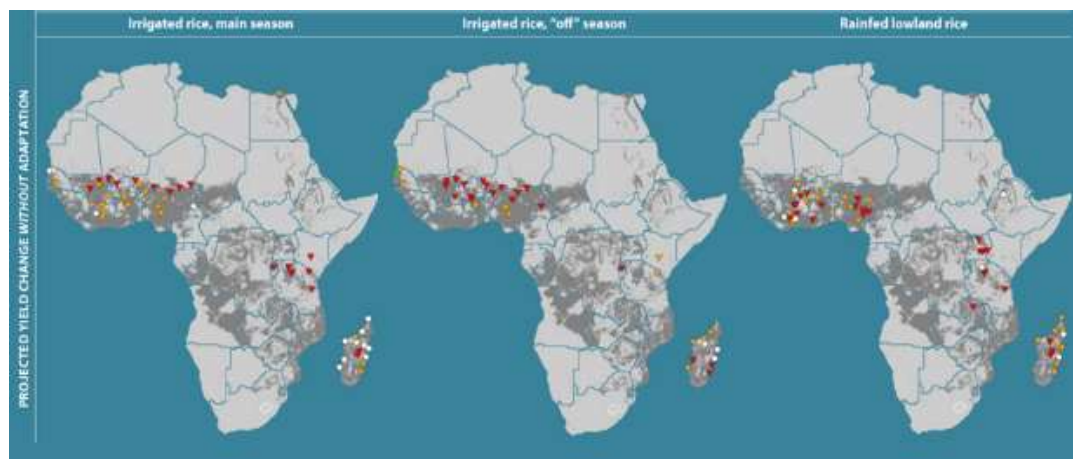 Irrigated rice, main season
Irrigated rice, "off" season
Rainfed lowland rice
PROJECTED YIELD CHANGE WITHOUT ADAPTATION